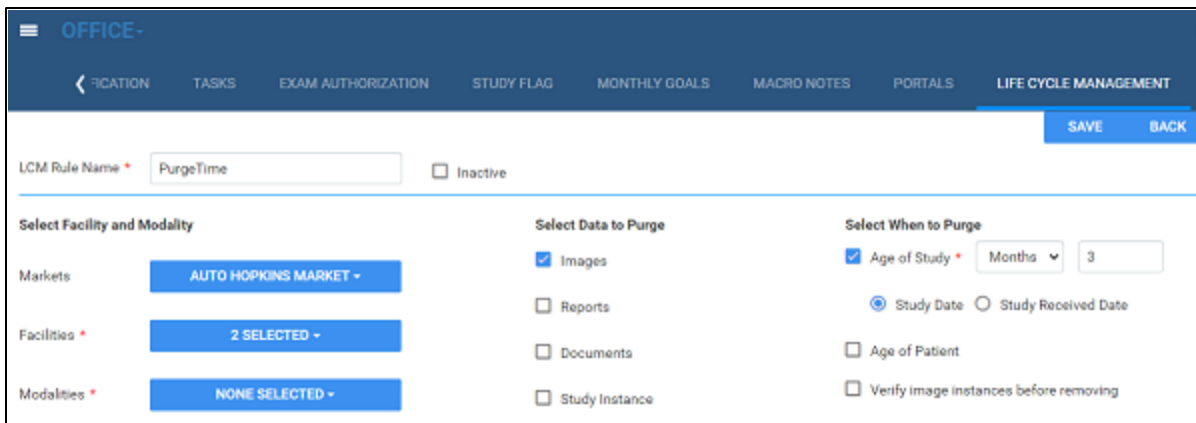 OFFICE
RICATION TASKS EXAM AUTHORIZATION STUDY FLAG MONTHLY GOALS MACRO NOTES PORTALS LIFE CYCLE MANAGEMENT
SAVE BACK
LCM Rule Name * PurgeTime Inactive
Select Facility and Modality Select Data to Purge Select When to Purge
Markets AUTO HOPKINS MARKET Images Age of Study * Months 3
Reports Study Date Study Received Date
Facilities * 2 SELECTED Documents Age of Patient
Modalities * NONE SELECTED Study Instance Verify image instances before removing